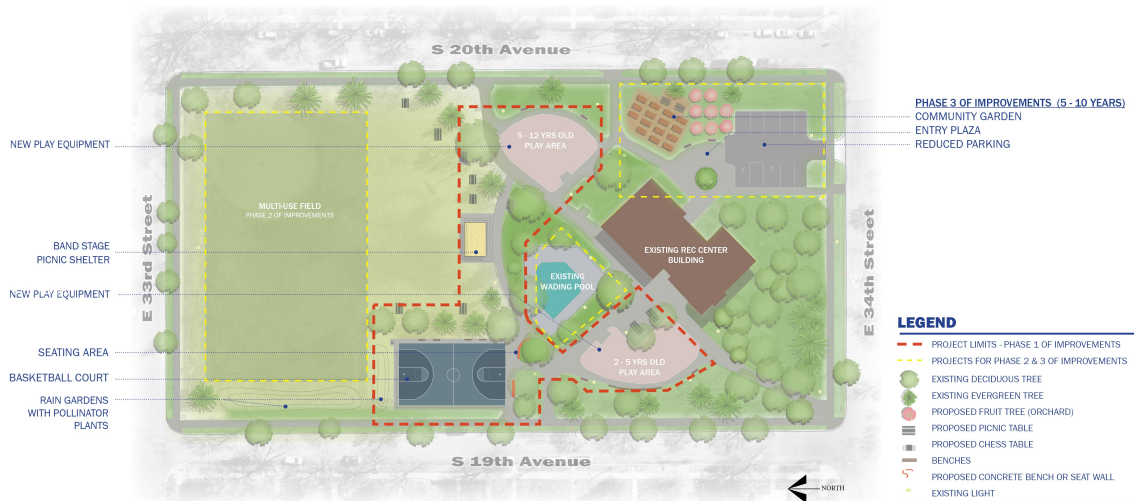 S 20th Avenue
PHASE 3 OF IMPROVEMENTS (5 - 10 YEARS)
COMMUNITY GARDEN
ENTRY PLAZA
REDUCED PARKING
NEW PLAY EQUIPMENT
5 - 12 YRS OLD
PLAY AREA
MULTI-USE FIELD
PHASE 2 OF IMPROVEMENTS
BAND STAGE
PICNIC SHELTER
EXISTING REC CENTER
BUILDING
E 33rd Street
E 34th Street
EXISTING
WADING POOL
NEW PLAY EQUIPMENT
SEATING AREA
2 - 5 YRS OLD
PLAY AREA
BASKETBALL COURT
RAIN GARDENS
WITH POLLINATOR
PLANTS
S 19th Avenue
NORTH
LEGEND
PROJECT LIMITS - PHASE 1 OF IMPROVEMENTS
PROJECTS FOR PHASE 2 & 3 OF IMPROVEMENTS
EXISTING DECIDUOUS TREE
EXISTING EVERGREEN TREE
PROPOSED FRUIT TREE (ORCHARD)
PROPOSED PICNIC TABLE
PROPOSED CHESS TABLE
BENCHES
PROPOSED CONCRETE BENCH OR SEAT WALL
EXISTING LIGHT